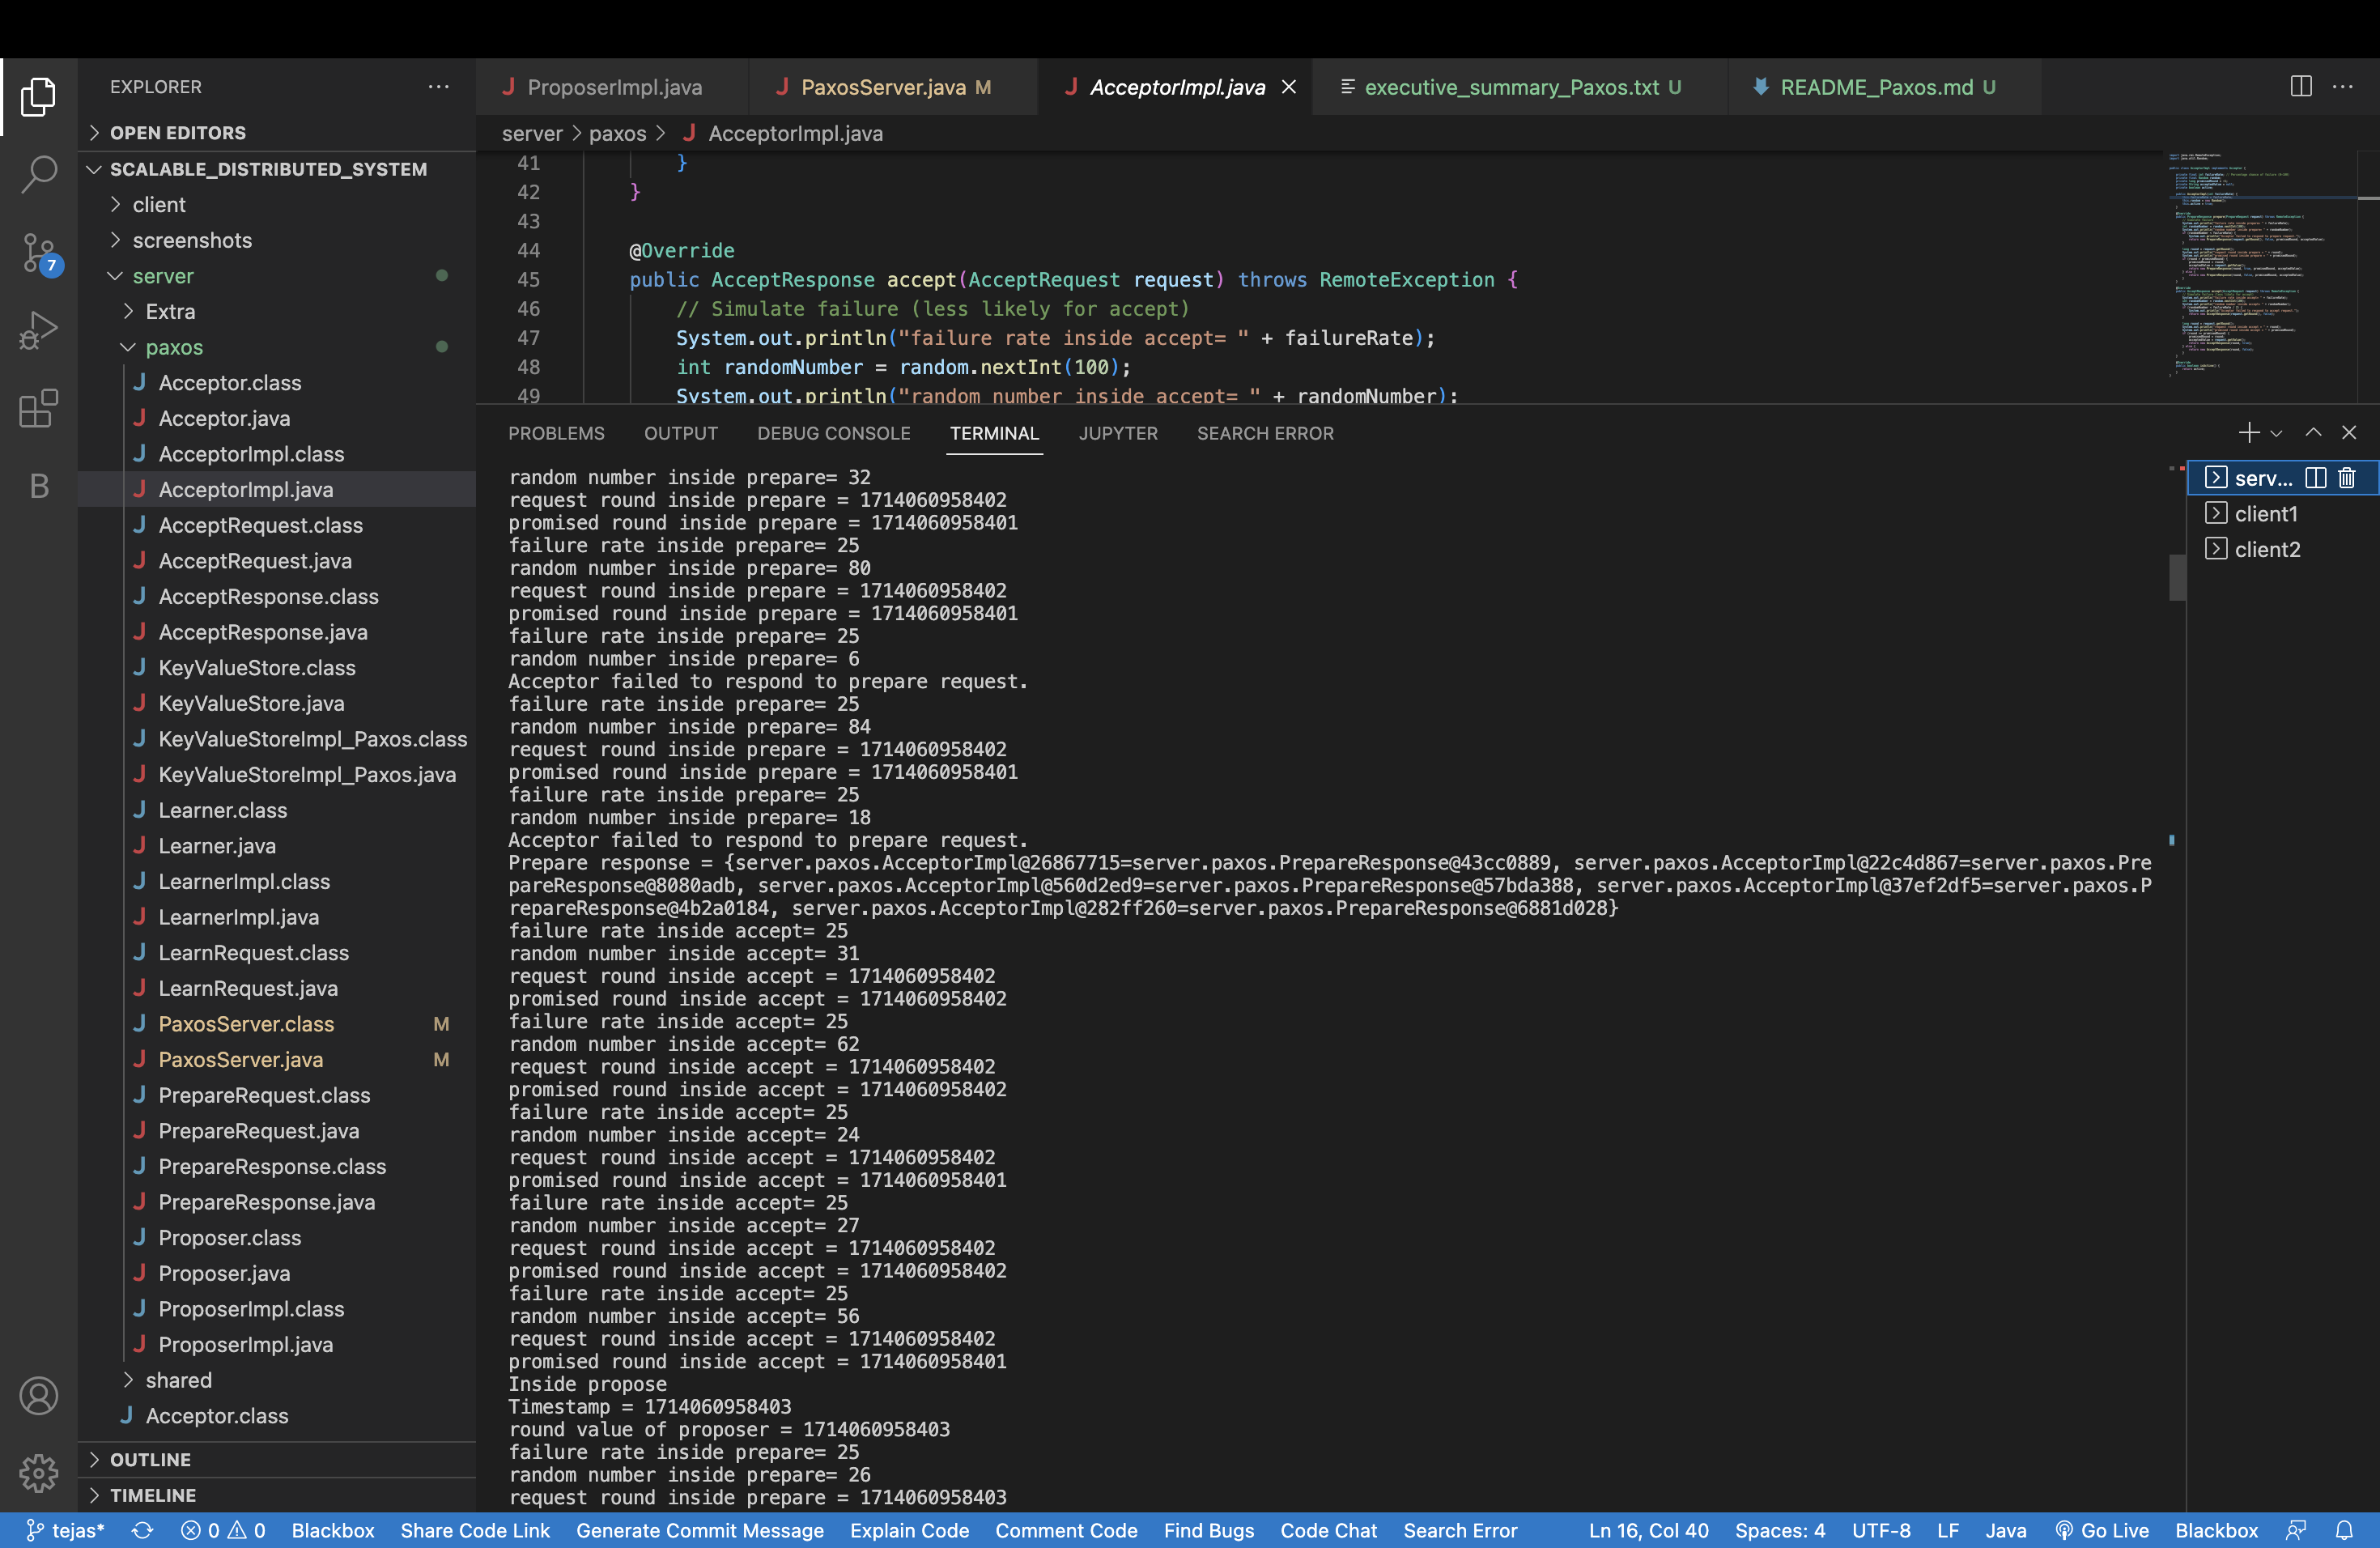 EXPLORER
OPEN EDITORS
SCALABLE_DISTRIBUTED_SYSTEM
client
screenshots
server
Extra
paxos
Acceptor.class
Acceptor.java
AcceptorImpl.class
AcceptorImpl.java
AcceptRequest.class
AcceptRequest.java
AcceptResponse.class
AcceptResponse.java
KeyValueStore.class
KeyValueStore.java
KeyValueStoreImpl_Paxos.class
KeyValueStoreImpl_Paxos.java
Learner.class
Learner.java
LearnerImpl.class
LearnerImpl.java
LearnRequest.class
LearnRequest.java
PaxosServer.class M
PaxosServer.java M
PrepareRequest.class
PrepareRequest.java
PrepareResponse.class
PrepareResponse.java
Proposer.class
Proposer.java
ProposerImpl.class
ProposerImpl.java
shared
Acceptor.class
OUTLINE
TIMELINE
7
B
ProposerImpl.java PaxosServer.java M AcceptorImpl.java executive_summary_Paxos.txt U README_Paxos.md U
server > paxos > AcceptorImpl.java
41 }
42 }
43
44 @Override
45 public AcceptResponse accept(AcceptRequest request) throws RemoteException {
46 // Simulate failure (less likely for accept)
47 System.out.println("failure rate inside accept= " + failureRate);
48 int randomNumber = random.nextInt(100);
49 System.out.println("random number inside accept= " + randomNumber);
PROBLEMS OUTPUT DEBUG CONSOLE TERMINAL JUPYTER SEARCH ERROR
random number inside prepare= 32
request round inside prepare = 1714060958402
promised round inside prepare = 1714060958401
failure rate inside prepare= 25
random number inside prepare= 80
request round inside prepare = 1714060958402
promised round inside prepare = 1714060958401
failure rate inside prepare= 25
random number inside prepare= 6
Acceptor failed to respond to prepare request.
failure rate inside prepare= 25
random number inside prepare= 84
request round inside prepare = 1714060958402
promised round inside prepare = 1714060958401
failure rate inside prepare= 25
random number inside prepare= 18
Acceptor failed to respond to prepare request.
Prepare response = {server.paxos.AcceptorImpl@26867715=server.paxos.PrepareResponse@43cc0889, server.paxos.AcceptorImpl@22c4d867=server.paxos.Pre
pareResponse@8080adb, server.paxos.AcceptorImpl@560d2ed9=server.paxos.PrepareResponse@57bda388, server.paxos.AcceptorImpl@37ef2df5=server.paxos.P
repareResponse@4b2a0184, server.paxos.AcceptorImpl@282ff260=server.paxos.PrepareResponse@6881d028}
failure rate inside accept= 25
random number inside accept= 31
request round inside accept = 1714060958402
promised round inside accept = 1714060958402
failure rate inside accept= 25
random number inside accept= 62
request round inside accept = 1714060958402
promised round inside accept = 1714060958402
failure rate inside accept= 25
random number inside accept= 24
request round inside accept = 1714060958402
promised round inside accept = 1714060958401
failure rate inside accept= 25
random number inside accept= 27
request round inside accept = 1714060958402
promised round inside accept = 1714060958402
failure rate inside accept= 25
random number inside accept= 56
request round inside accept = 1714060958402
promised round inside accept = 1714060958401
Inside propose
Timestamp = 1714060958403
round value of proposer = 1714060958403
failure rate inside prepare= 25
random number inside prepare= 26
request round inside prepare = 1714060958403
serv...
client1
client2
tejas* 0 0 Blackbox Share Code Link Generate Commit Message Explain Code Comment Code Find Bugs Code Chat Search Error Ln 16, Col 40 Spaces: 4 UTF-8 LF Java Go Live Blackbox